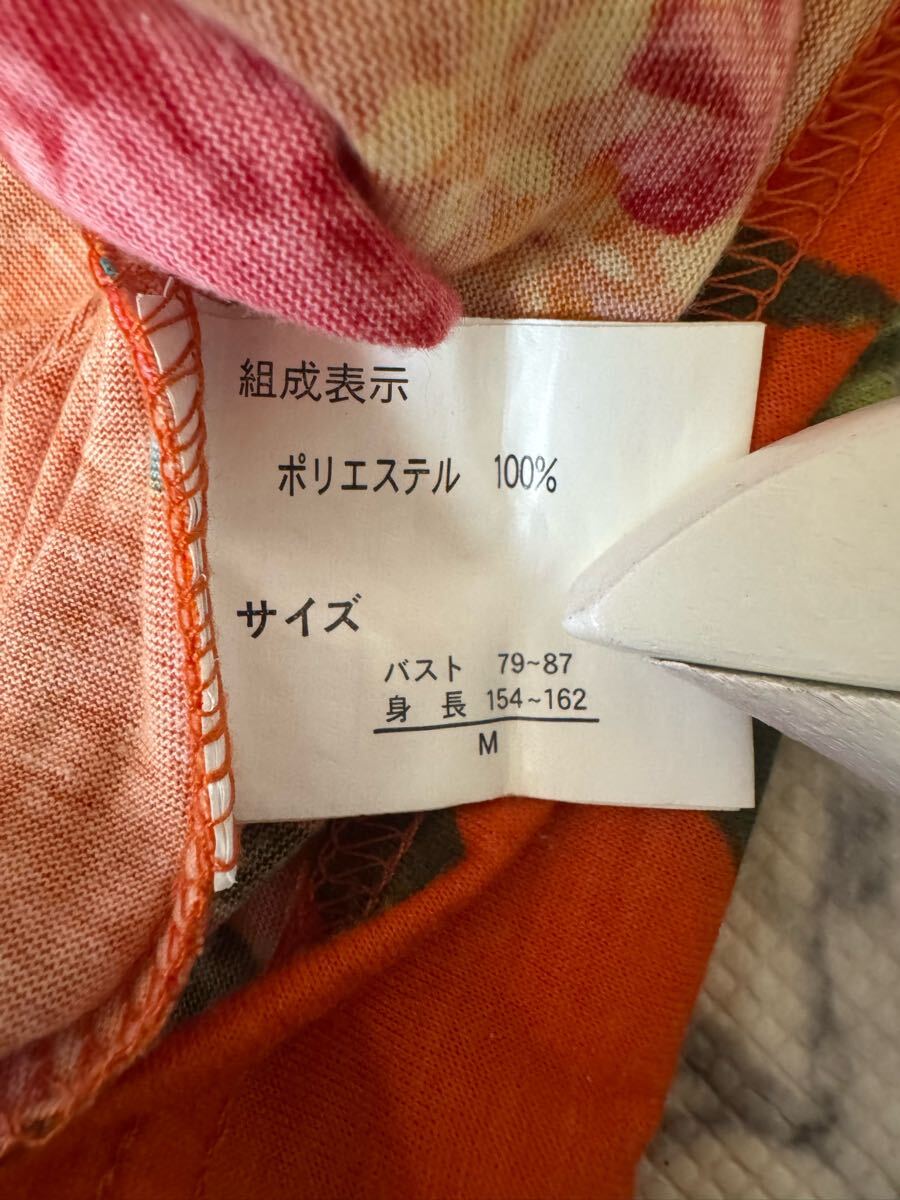 組成表示
ポリエステル 100%
サイズ
バスト 79~87
身長 154~162
M